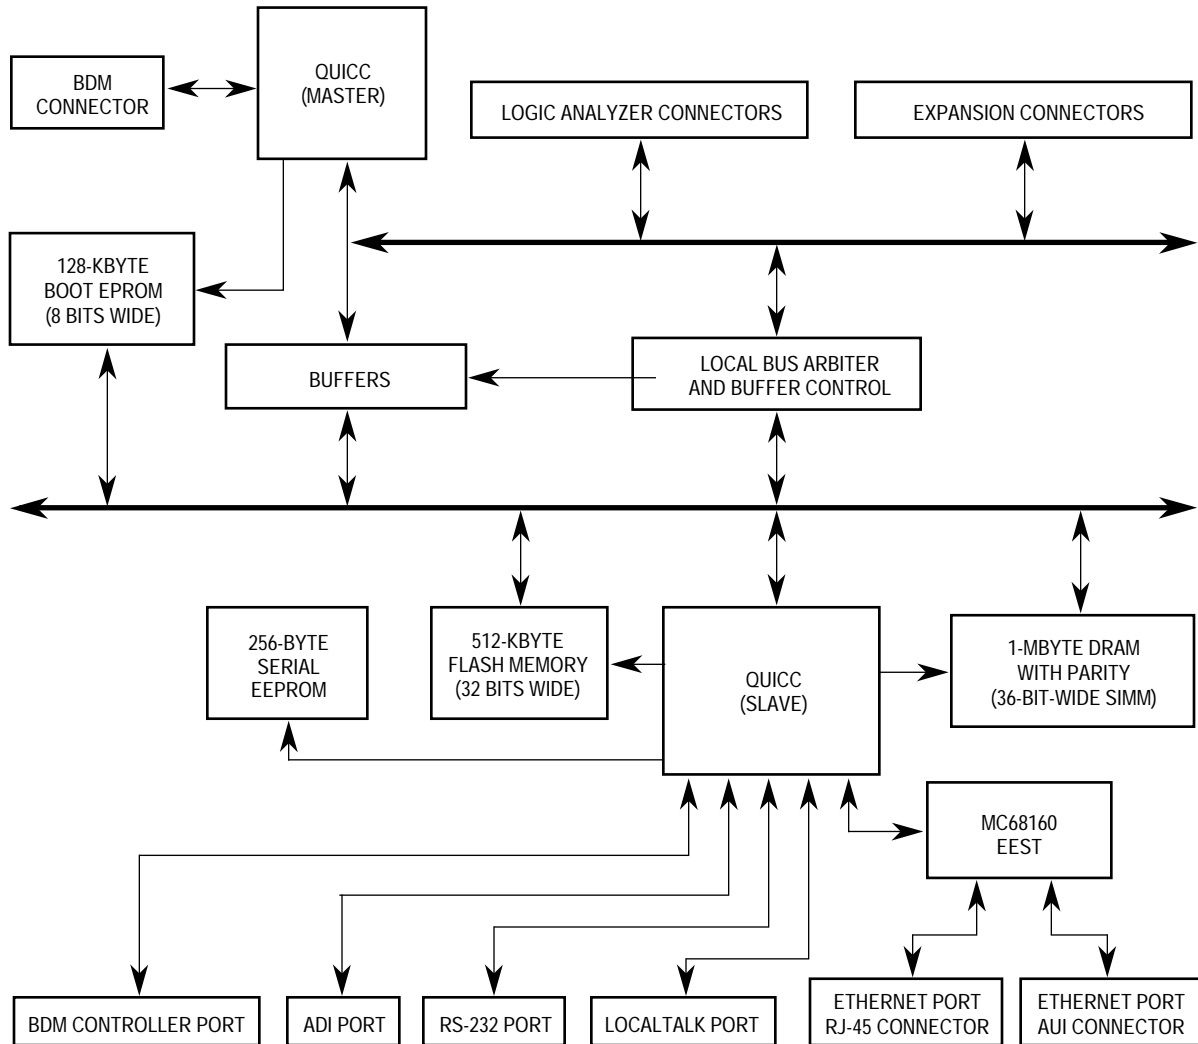 QUICC
(MASTER)
BDM
CONNECTOR
LOGIC ANALYZER CONNECTORS
EXPANSION CONNECTORS
128-KBYTE
BOOT EPROM
(8 BITS WIDE)
BUFFERS
LOCAL BUS ARBITER
AND BUFFER CONTROL
256-BYTE
SERIAL
EEPROM
512-KBYTE
FLASH MEMORY
(32 BITS WIDE)
QUICC
(SLAVE)
1-MBYTE DRAM
WITH PARITY
(36-BIT-WIDE SIMM)
MC68160
EEST
BDM CONTROLLER PORT
ADI PORT
RS-232 PORT
LOCALTALK PORT
ETHERNET PORT
RJ-45 CONNECTOR
ETHERNET PORT
AUI CONNECTOR